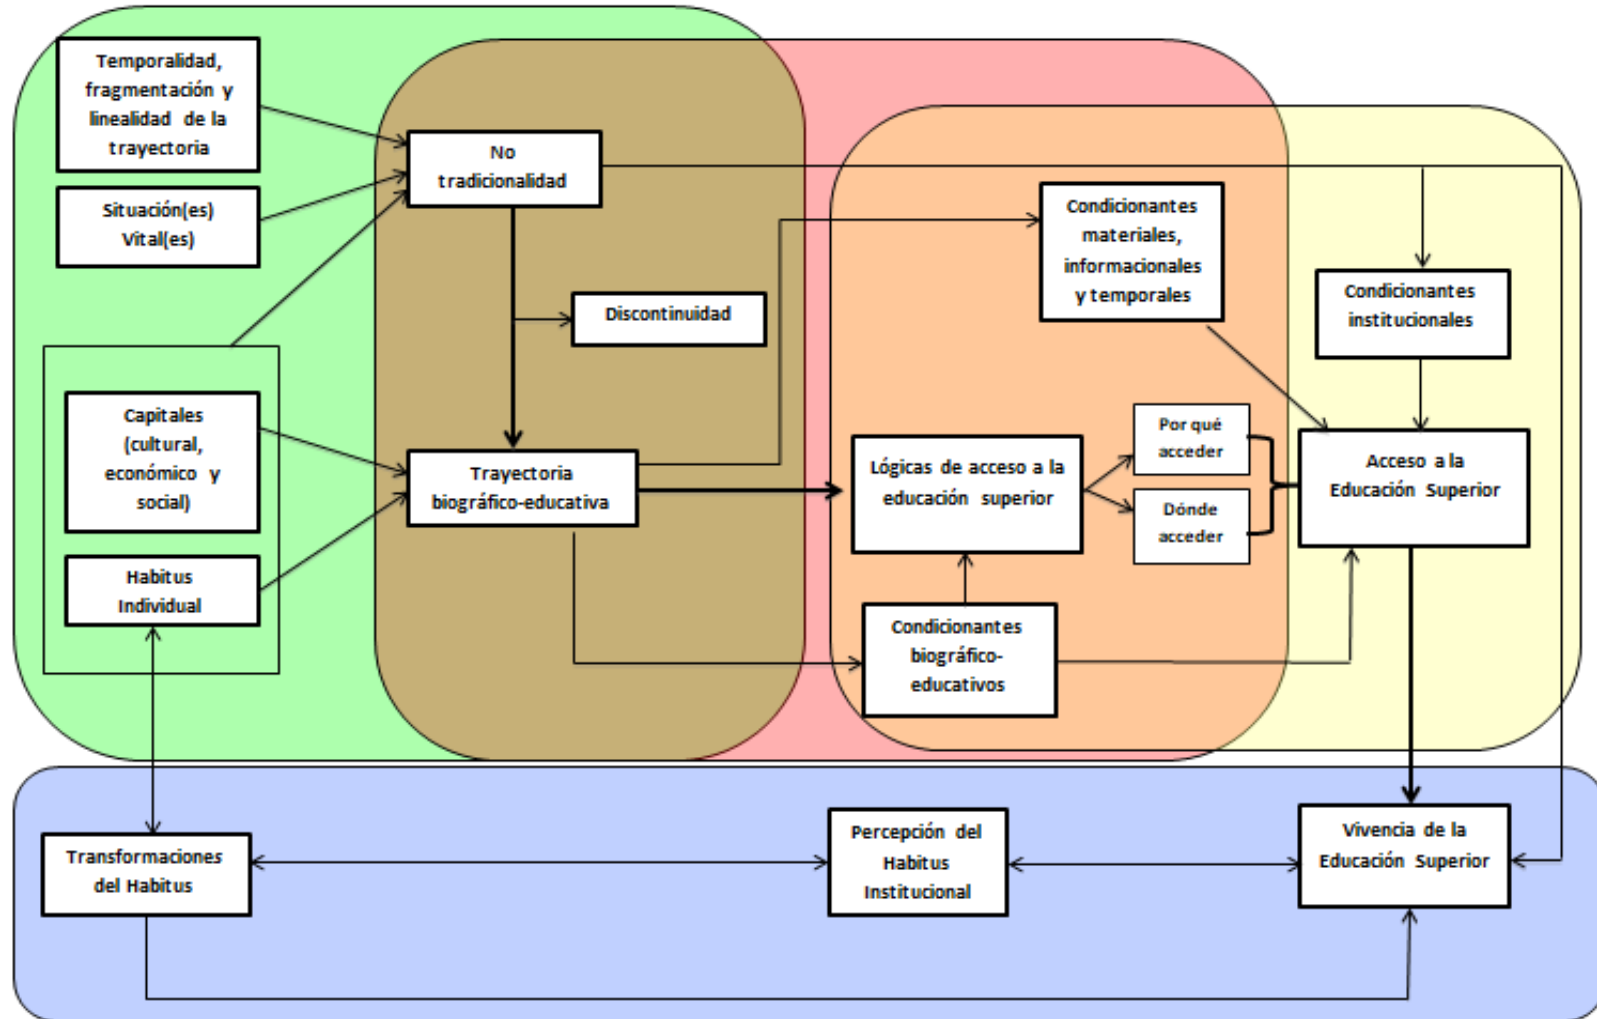 Temporalidad,
fragmentación y
linealidad de la
trayectoria
Situación(es)
Vital(es)
Capitales
(cultural,
económico y
social)
Habitus
Individual
No
tradicionalidad
Discontinuidad
Trayectoria
biográfico-educativa
Condicionantes
materiales,
informacionales
y temporales
Condicionantes
institucionales
Lógicas de acceso a la
educación superior
Por qué
acceder
Dónde
acceder
Acceso a la
Educación Superior
Condicionantes
biográfico-
educativos
Transformaciones
del Habitus
Percepción del
Habitus
Institucional
Vivencia de la
Educación Superior